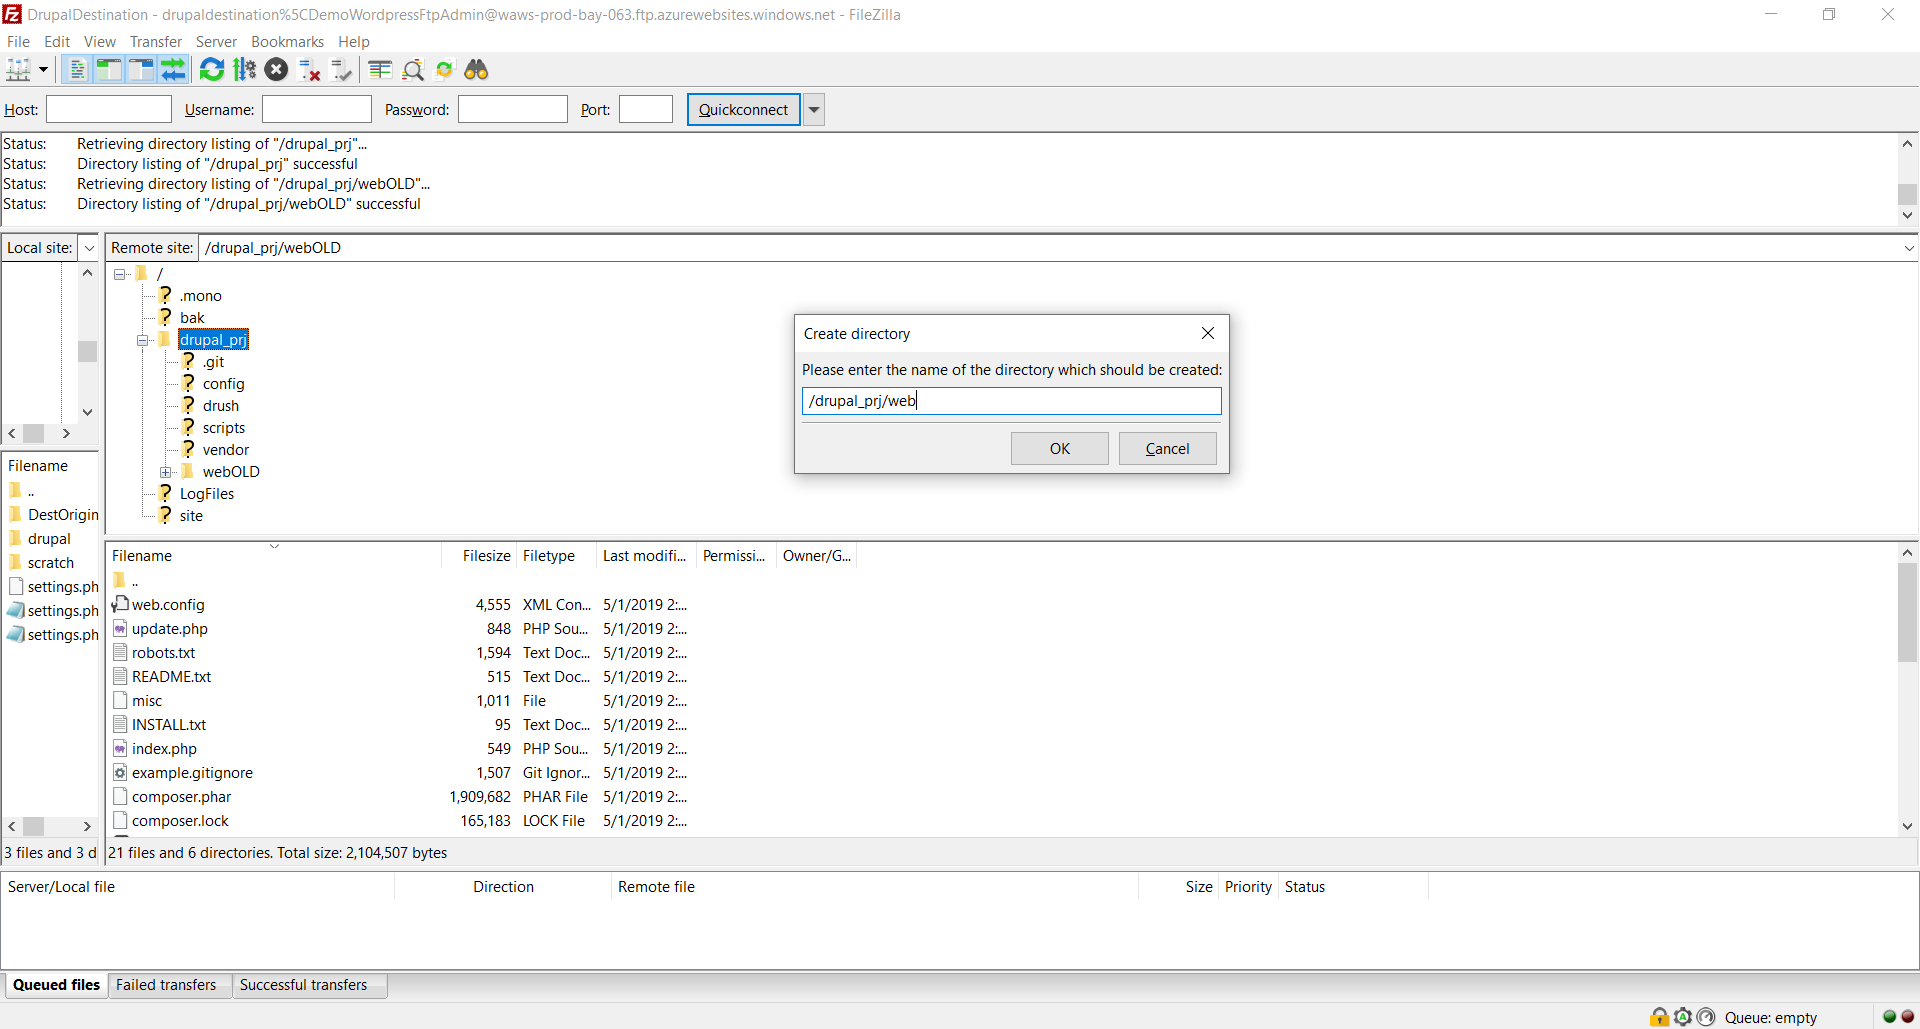 DrupalDestination - drupaldestination%5CDemoWordpressFtpAdmin@waws-prod-bay-063.ftp.azurewebsites.windows.net - FileZilla
File Edit View Transfer Server Bookmarks Help
Host: Username: Password: Port: Quickconnect
Status: Retrieving directory listing of "/drupal_prj"...
Status: Directory listing of "/drupal_prj" successful
Status: Retrieving directory listing of "/drupal_prj/webOLD"...
Status: Directory listing of "/drupal_prj/webOLD" successful
Local site:
Remote site: /drupal_prj/webOLD
/
.mono
bak
drupal_prj
.git
config
drush
scripts
vendor
webOLD
LogFiles
site
Create directory
Please enter the name of the directory which should be created:
/drupal_prj/web
OK Cancel
Filename
..
DestOrigin
drupal
scratch
settings.ph
settings.ph
settings.ph
3 files and 3 d
Filename Filesize Filetype Last modifi... Permissi... Owner/G...
..
web.config 4,555 XML Con... 5/1/2019 2:...
update.php 848 PHP Sou... 5/1/2019 2:...
robots.txt 1,594 Text Doc... 5/1/2019 2:...
README.txt 515 Text Doc... 5/1/2019 2:...
misc 1,011 File 5/1/2019 2:...
INSTALL.txt 95 Text Doc... 5/1/2019 2:...
index.php 549 PHP Sou... 5/1/2019 2:...
example.gitignore 1,507 Git Ignor... 5/1/2019 2:...
composer.phar 1,909,682 PHAR File 5/1/2019 2:...
composer.lock 165,183 LOCK File 5/1/2019 2:...
21 files and 6 directories. Total size: 2,104,507 bytes
Server/Local file Direction Remote file Size Priority Status
Queued files Failed transfers Successful transfers
Queue: empty